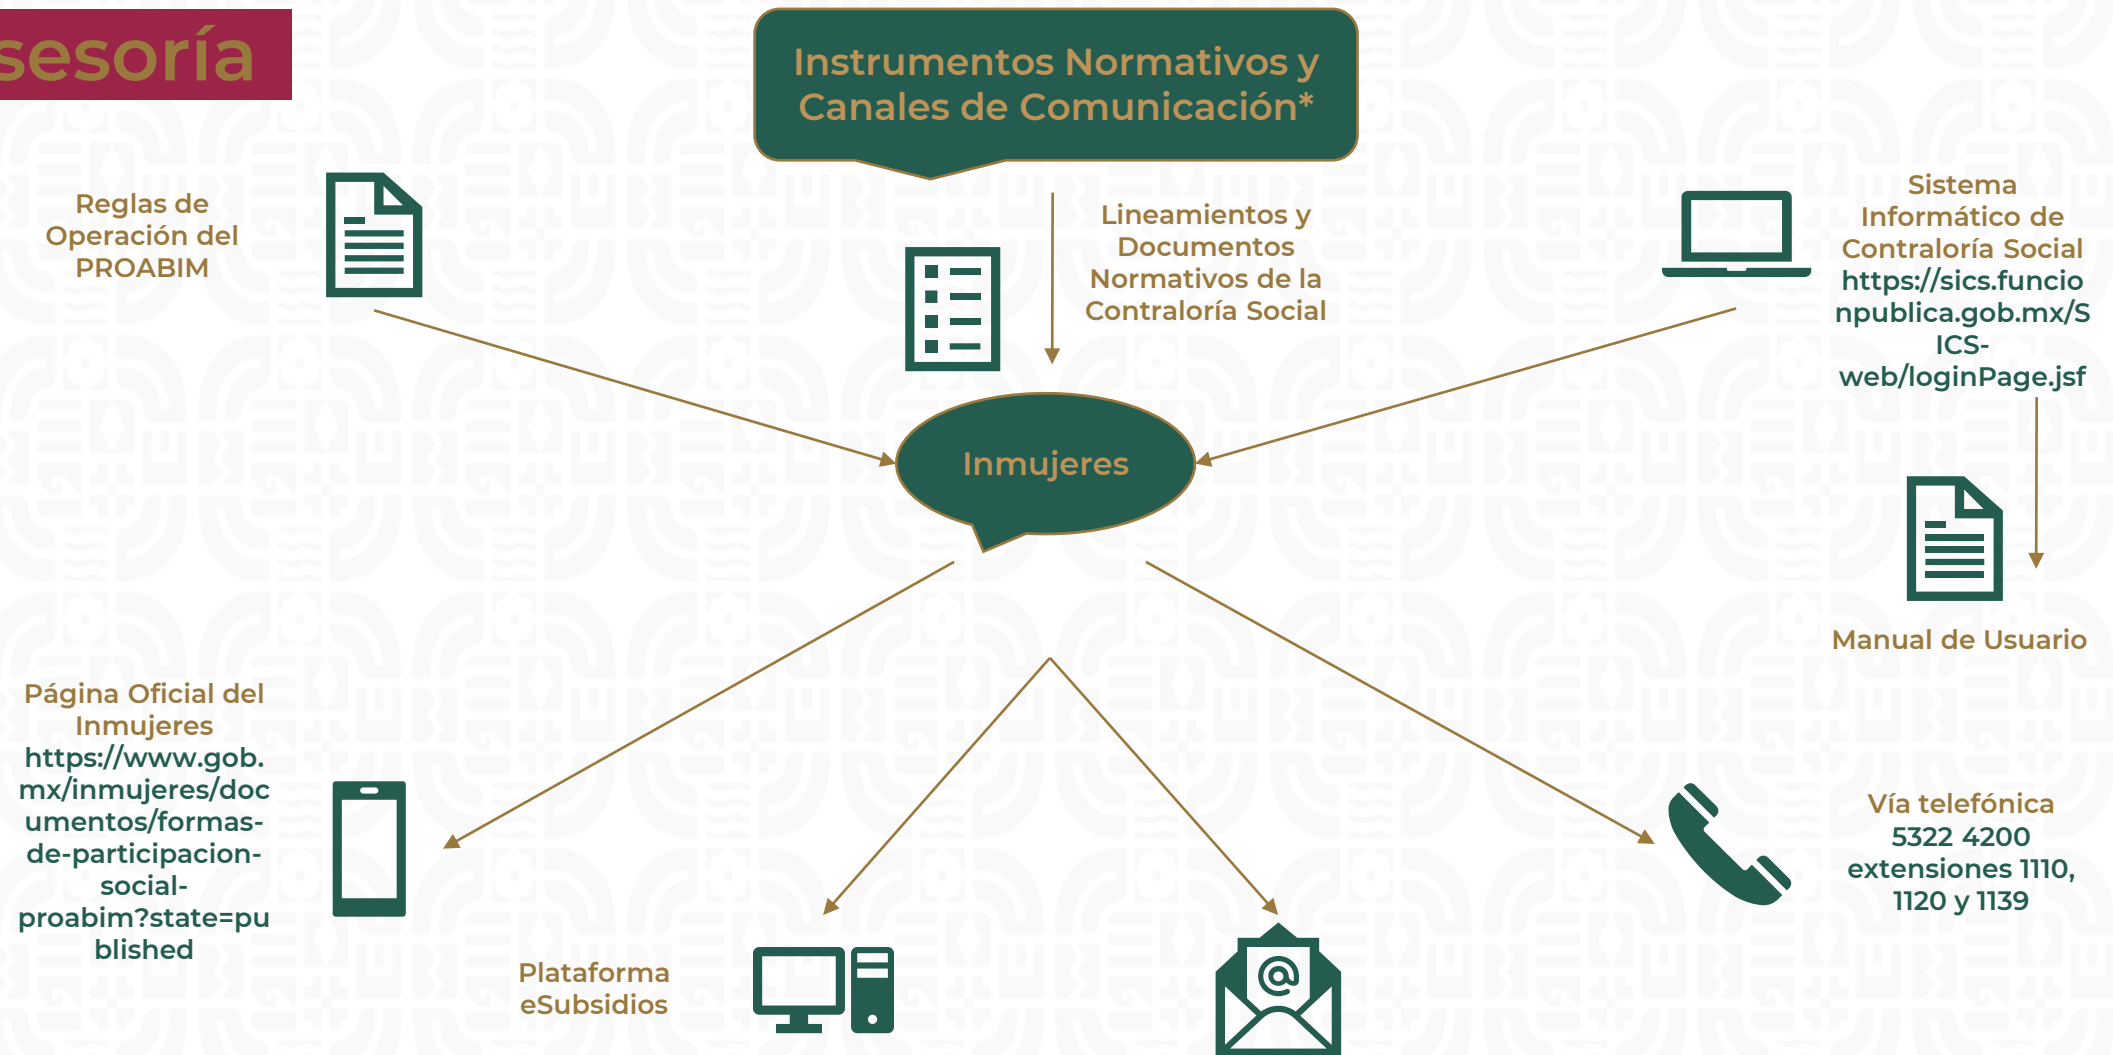 sesoría
Instrumentos Normativos y
Canales de Comunicación*
Reglas de
Operación del
PROABIM
Lineamientos y
Documentos
Normativos de la
Contraloría Social
Sistema
Informático de
Contraloría Social
https://sics.funcio
npublica.gob.mx/S
ICS-
web/loginPage.jsf
Inmujeres
Manual de Usuario
Página Oficial del
Inmujeres
https://www.gob.
mx/inmujeres/doc
umentos/formas-
de-participacion-
social-
proabim?state=pu
blished
Plataforma
eSubsidios
@
Vía telefónica
5322 4200
extensiones 1110,
1120 y 1139